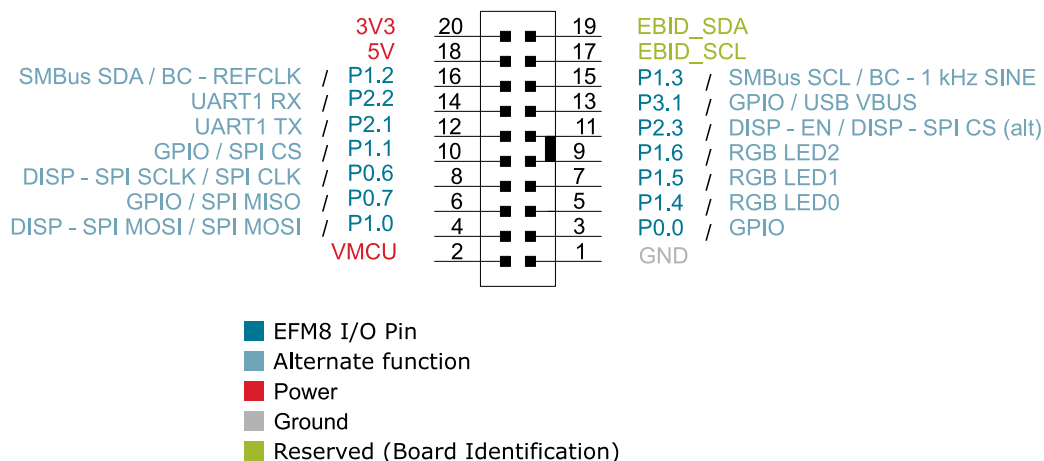 3V3 20 19 EBID_SDA
5V 18 17 EBID_SCL
SMBus SDA / BC - REFCLK / P1.2 16 15 P1.3 / SMBus SCL / BC - 1 kHz SINE
UART1 RX / P2.2 14 13 P3.1 / GPIO / USB VBUS
UART1 TX / P2.1 12 11 P2.3 / DISP - EN / DISP - SPI CS (alt)
GPIO / SPI CS / P1.1 10 9 P1.6 / RGB LED2
DISP - SPI SCLK / SPI CLK / P0.6 8 7 P1.5 / RGB LED1
GPIO / SPI MISO / P0.7 6 5 P1.4 / RGB LED0
DISP - SPI MOSI / SPI MOSI / P1.0 4 3 P0.0 / GPIO
VMCU 2 1 GND
EFM8 I/O Pin
Alternate function
Power
Ground
Reserved (Board Identification)